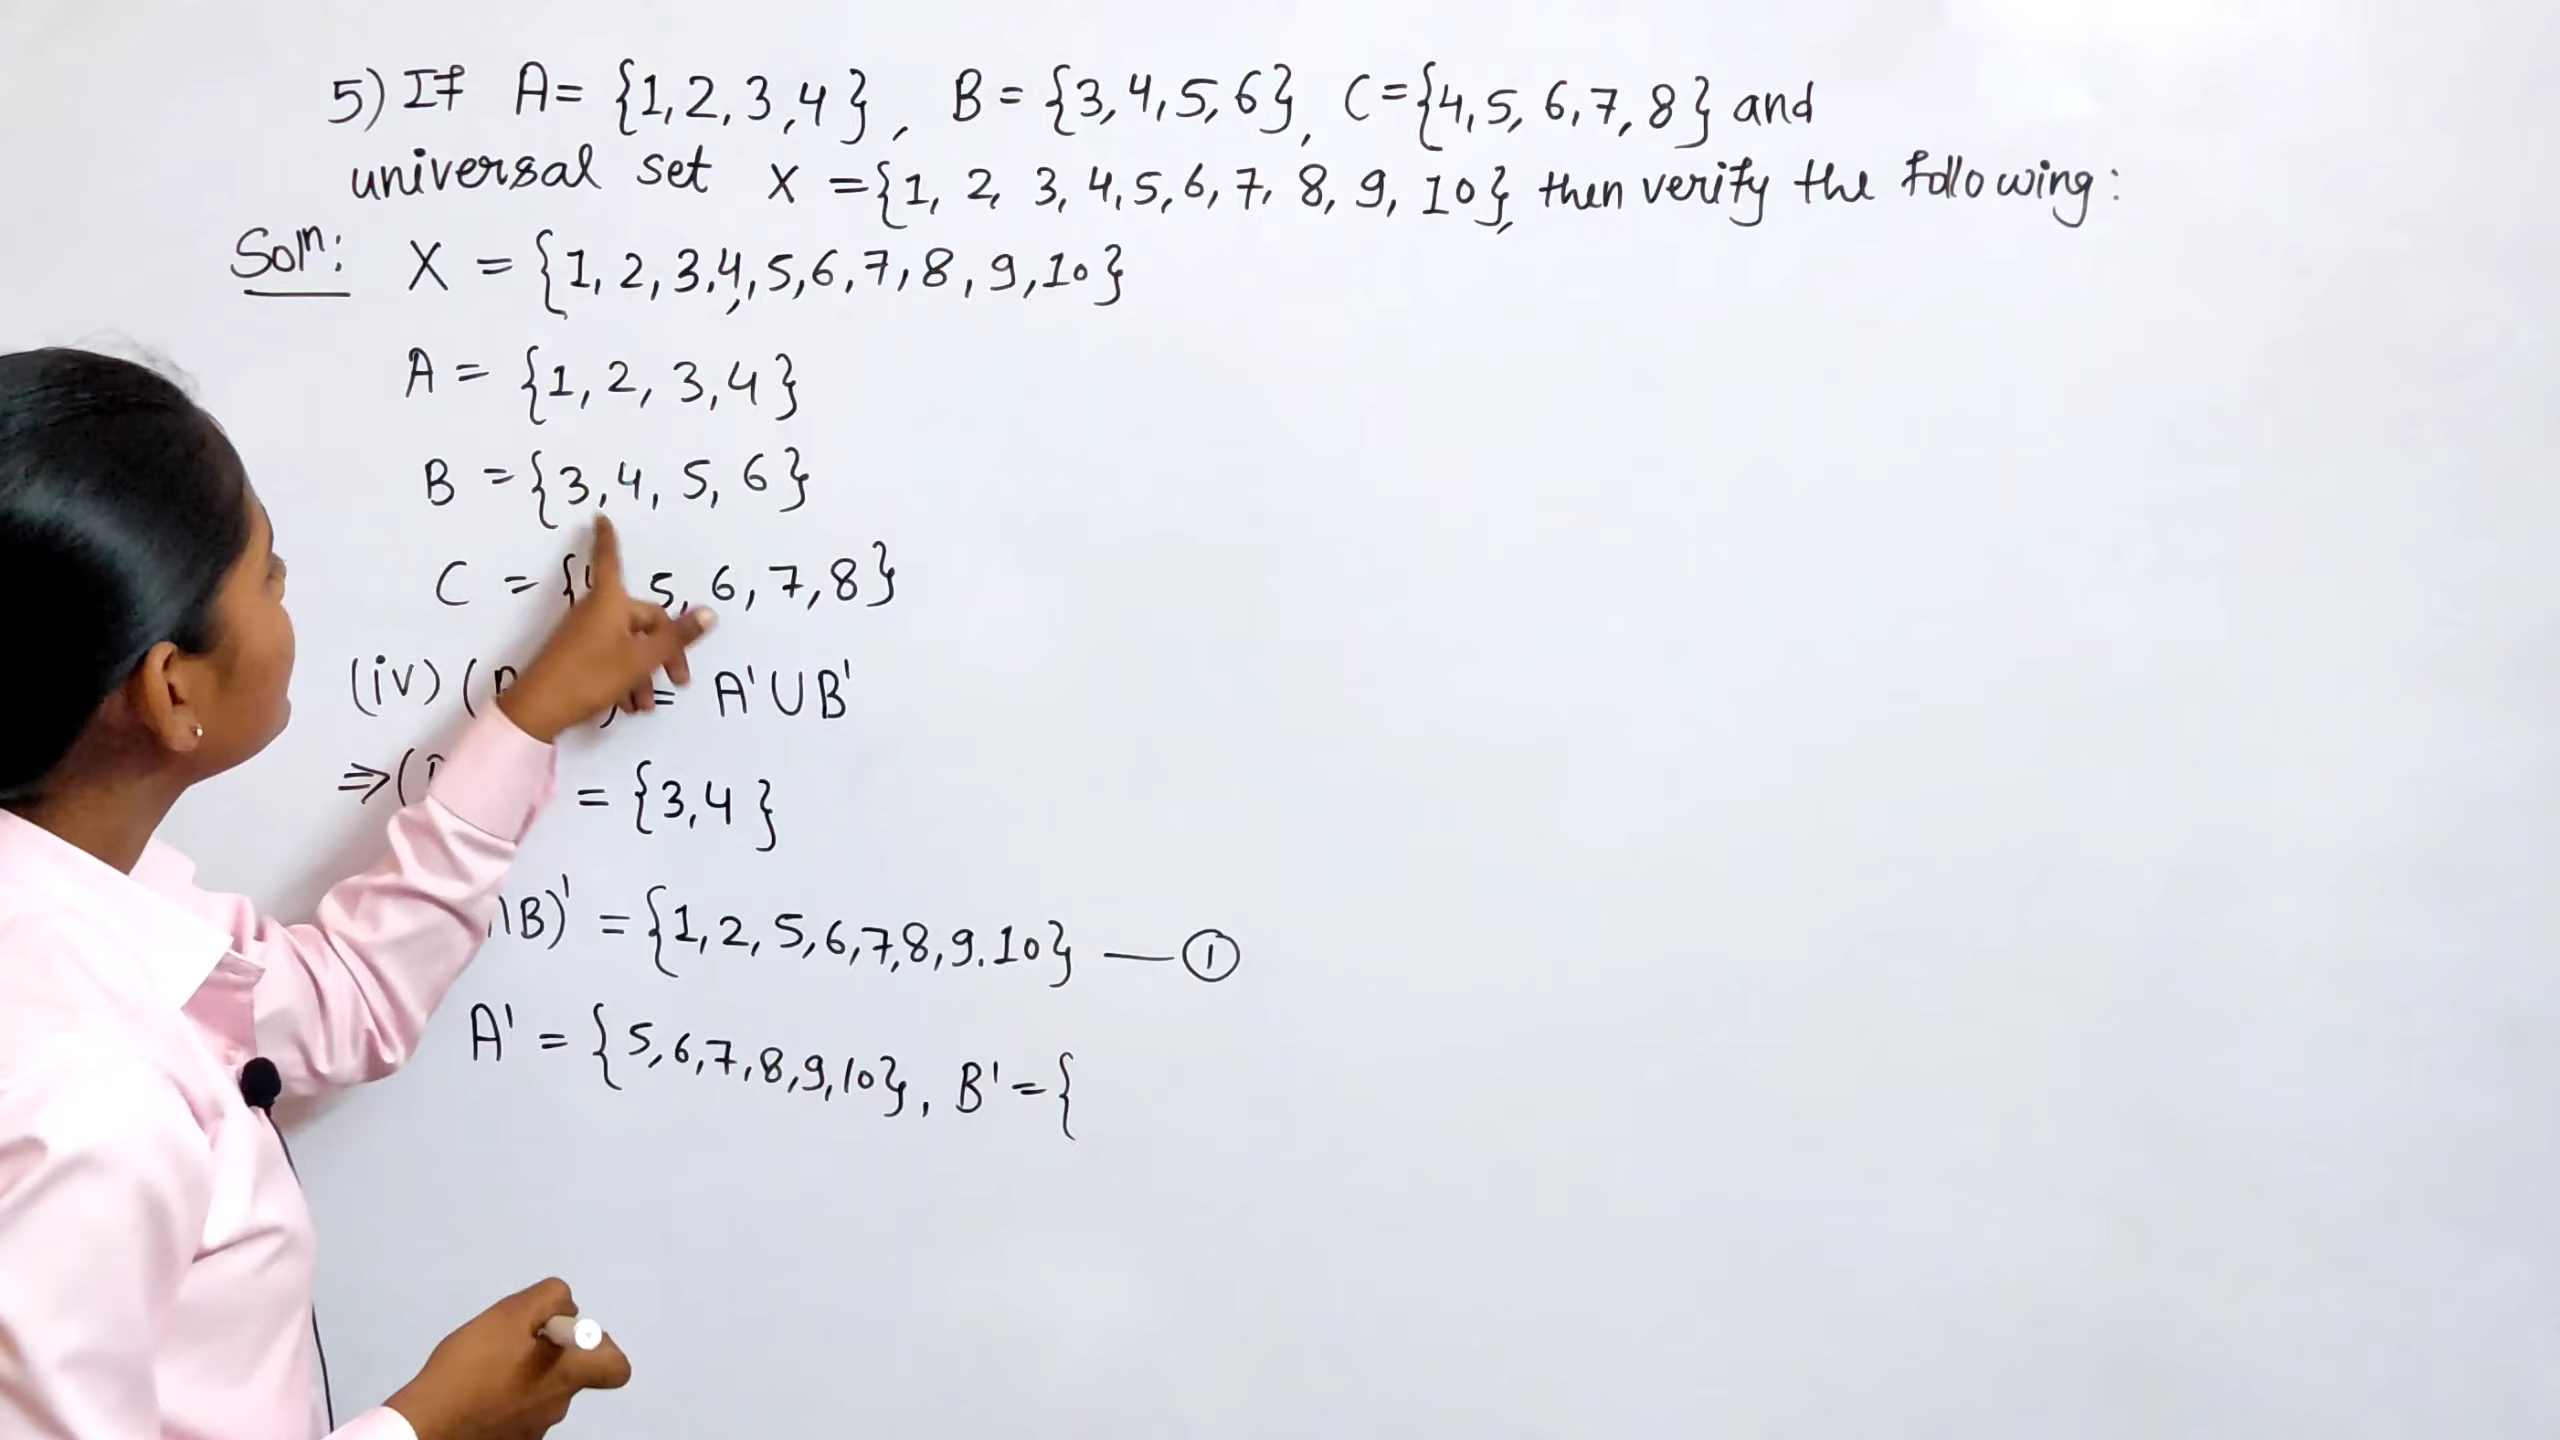 5) If A= {1, 2, 3, 4}, B = {3, 4, 5, 6}, C={4, 5, 6, 7, 8} and
universal set X ={1, 2, 3, 4, 5, 6, 7, 8, 9, 10}, then verify the following:
Solⁿ: X = {1, 2, 3, 4, 5, 6, 7, 8, 9, 10}
A = {1, 2, 3, 4}
B = {3, 4, 5, 6}
C = { 5, 6, 7, 8}
(iv) ( = A' ∪ B'
⇒ ( = {3, 4}
∩B)' = {1, 2, 5, 6, 7, 8, 9. 10} — ①
A' = {5, 6, 7, 8, 9, 10}, B' = {